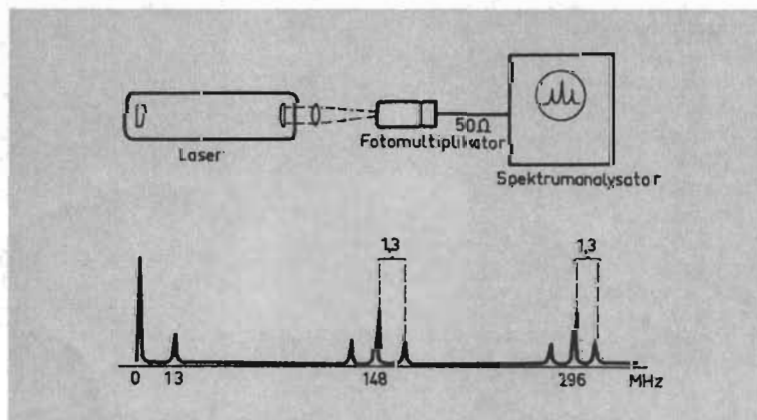 50Ω
Laser
Fotomultiplikator
Spektrumanalysator
1,3
1,3
0 13 148 296 MHz